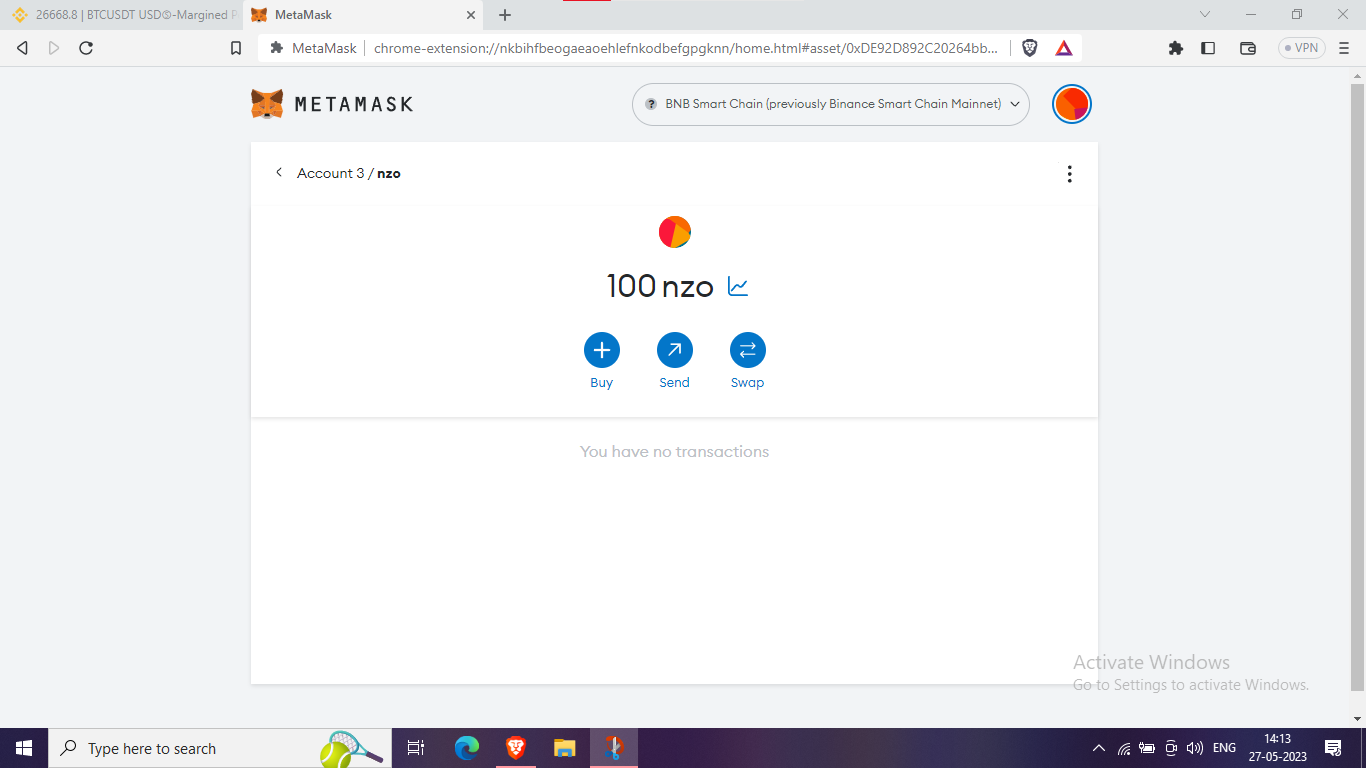 26668.8 | BTCUSDT USDⓈ-Margined P
MetaMask
MetaMask
chrome-extension://nkbihfbeogaeaoehlefnkodbefgpgknn/home.html#asset/0xDE92D892C20264bb...
VPN
METAMASK
? BNB Smart Chain (previously Binance Smart Chain Mainnet)
Account 3 / nzo
100 nzo
Buy Send Swap
You have no transactions
Activate Windows
Go to Settings to activate Windows.
Type here to search
ENG
14:13
27-05-2023